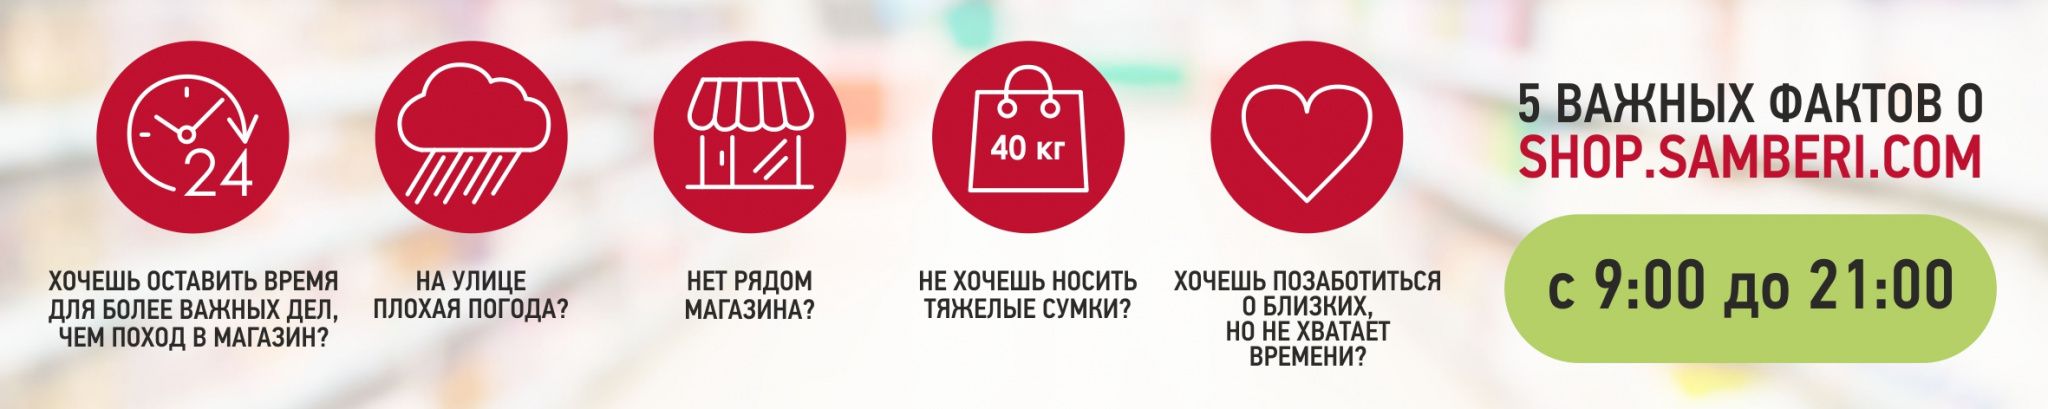 24
40 кг
ХОЧЕШЬ ОСТАВИТЬ ВРЕМЯ
ДЛЯ БОЛЕЕ ВАЖНЫХ ДЕЛ,
ЧЕМ ПОХОД В МАГАЗИН?
НА УЛИЦЕ
ПЛОХАЯ ПОГОДА?
НЕТ РЯДОМ
МАГАЗИНА?
НЕ ХОЧЕШЬ НОСИТЬ
ТЯЖЕЛЫЕ СУМКИ?
ХОЧЕШЬ ПОЗАБОТИТЬСЯ
О БЛИЗКИХ,
НО НЕ ХВАТАЕТ
ВРЕМЕНИ?
5 ВАЖНЫХ ФАКТОВ О
SHOP.SAMBERI.COM
с 9:00 до 21:00